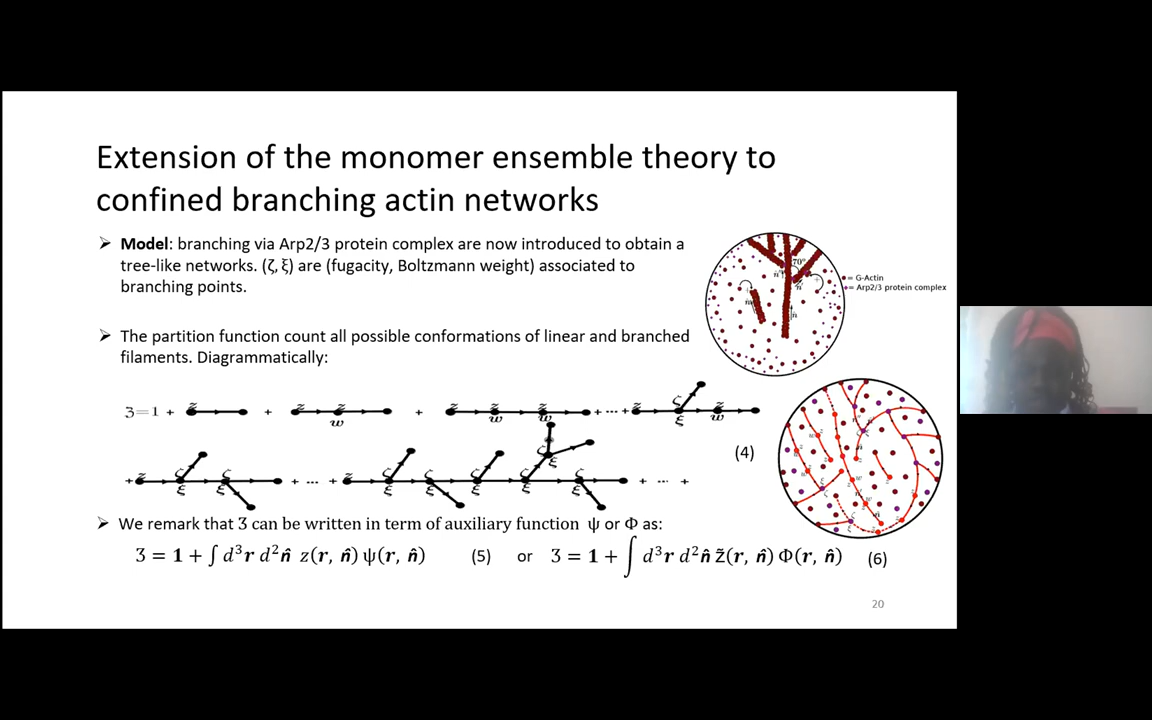 Extension of the monomer ensemble theory to
confined branching actin networks
➢ Model: branching via Arp2/3 protein complex are now introduced to obtain a
tree-like networks. (ζ, ξ) are (fugacity, Boltzmann weight) associated to
branching points.
70°
= G-Actin
= Arp2/3 protein complex
➢ The partition function count all possible conformations of linear and branched
filaments. Diagrammatically:
ℨ=1 + z̃ + z̃ z̃ w + z̃ z̃ w z̃ w + ... + z̃ ζ ξ z̃ w
+ z̃ ζ ξ ζ ξ + ... + z̃ ζ ξ ζ ξ ζ ξ ζ ξ ζ ξ ζ ξ + ... +
(4)
➢ We remark that ℨ can be written in term of auxiliary function ψ or Φ as:
ℨ = 1 + ∫ d³r d²n̂ z(r, n̂) ψ(r, n̂) (5) or ℨ = 1 + ∫ d³r d²n̂ z̃(r, n̂) Φ(r, n̂) (6)
20